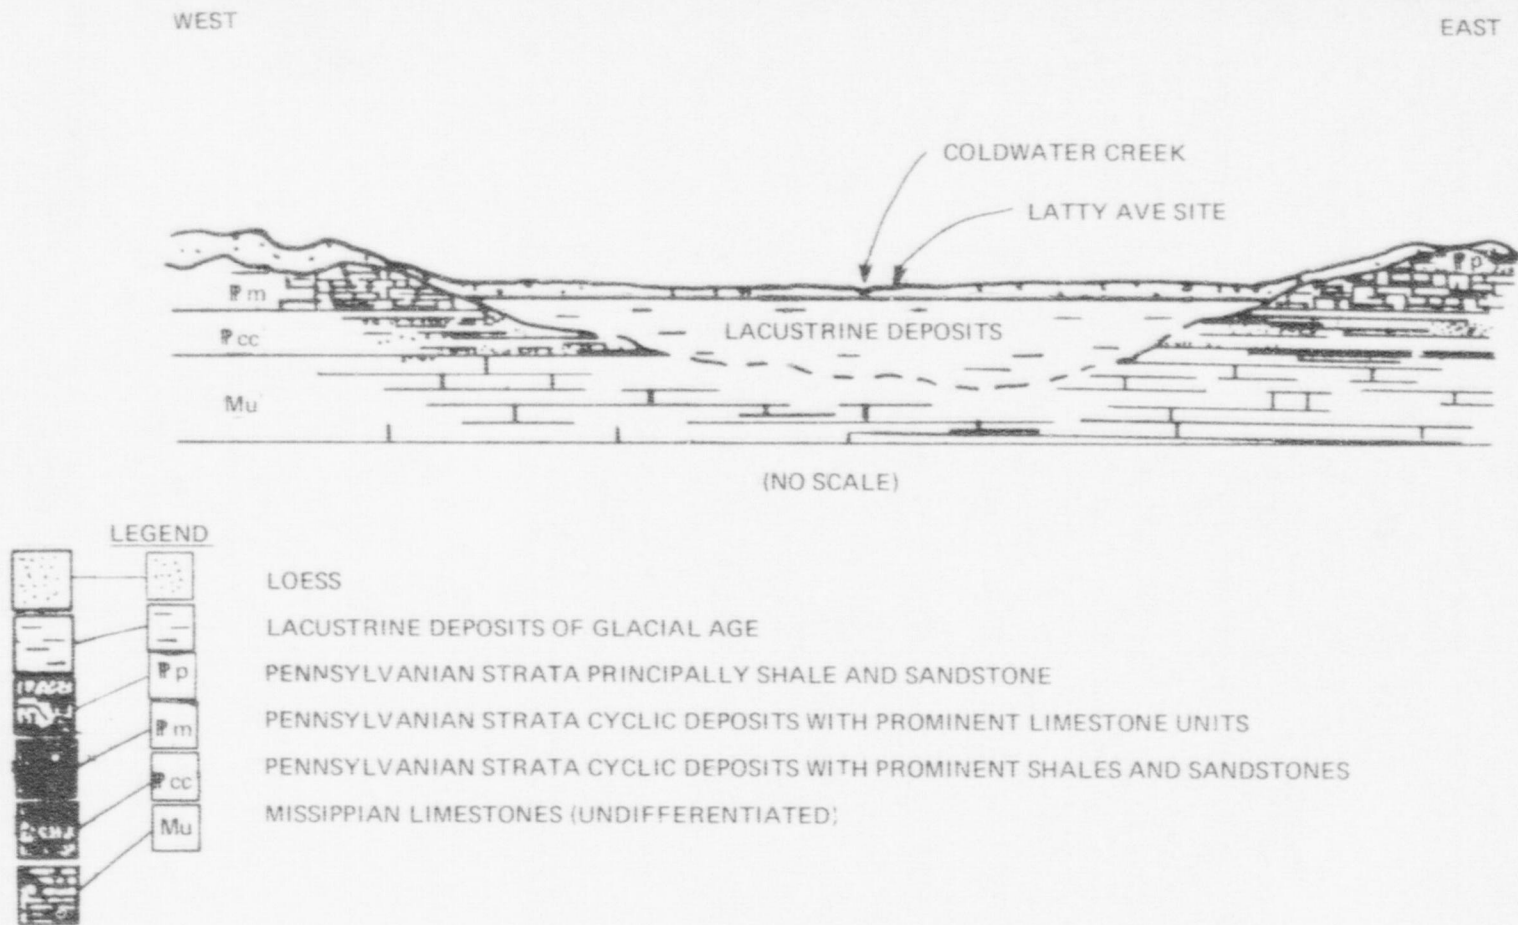 WEST
EAST
COLDWATER CREEK
LATTY AVE SITE
ℙp
ℙm
ℙcc
LACUSTRINE DEPOSITS
Mu
(NO SCALE)
LEGEND
LOESS
LACUSTRINE DEPOSITS OF GLACIAL AGE
ℙp PENNSYLVANIAN STRATA PRINCIPALLY SHALE AND SANDSTONE
ℙm PENNSYLVANIAN STRATA CYCLIC DEPOSITS WITH PROMINENT LIMESTONE UNITS
ℙcc PENNSYLVANIAN STRATA CYCLIC DEPOSITS WITH PROMINENT SHALES AND SANDSTONES
Mu MISSIPPIAN LIMESTONES (UNDIFFERENTIATED)